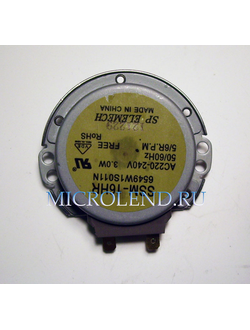 SSM-16HR
6549W1S011N
AC220-240V 3.0W
50/60Hz
5/6R.P.M FREE
RoHS
MADE IN CHINA
SP.ELEMECH
MICROLEND.RU